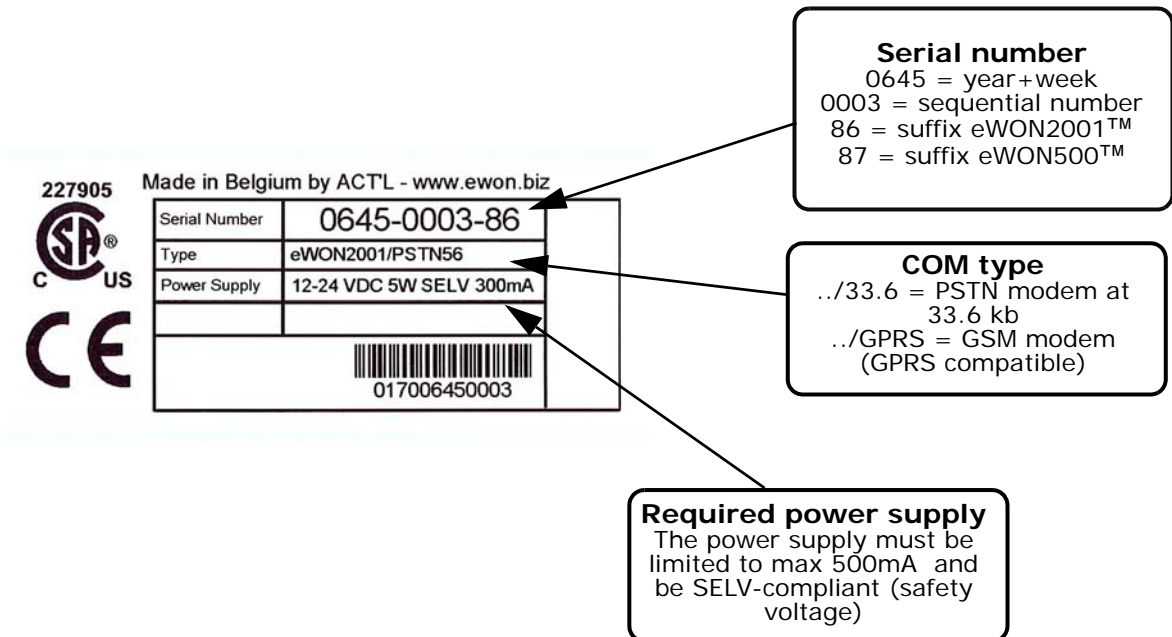 Serial number
0645 = year+week
0003 = sequential number
86 = suffix eWON2001™
87 = suffix eWON500™
227905
Made in Belgium by ACT'L - www.ewon.biz
SA ®
C US
Serial Number 0645-0003-86
Type eWON2001/PSTN56
Power Supply 12-24 VDC 5W SELV 300mA
CE
017006450003
COM type
../33.6 = PSTN modem at
33.6 kb
../GPRS = GSM modem
(GPRS compatible)
Required power supply
The power supply must be
limited to max 500mA and
be SELV-compliant (safety
voltage)